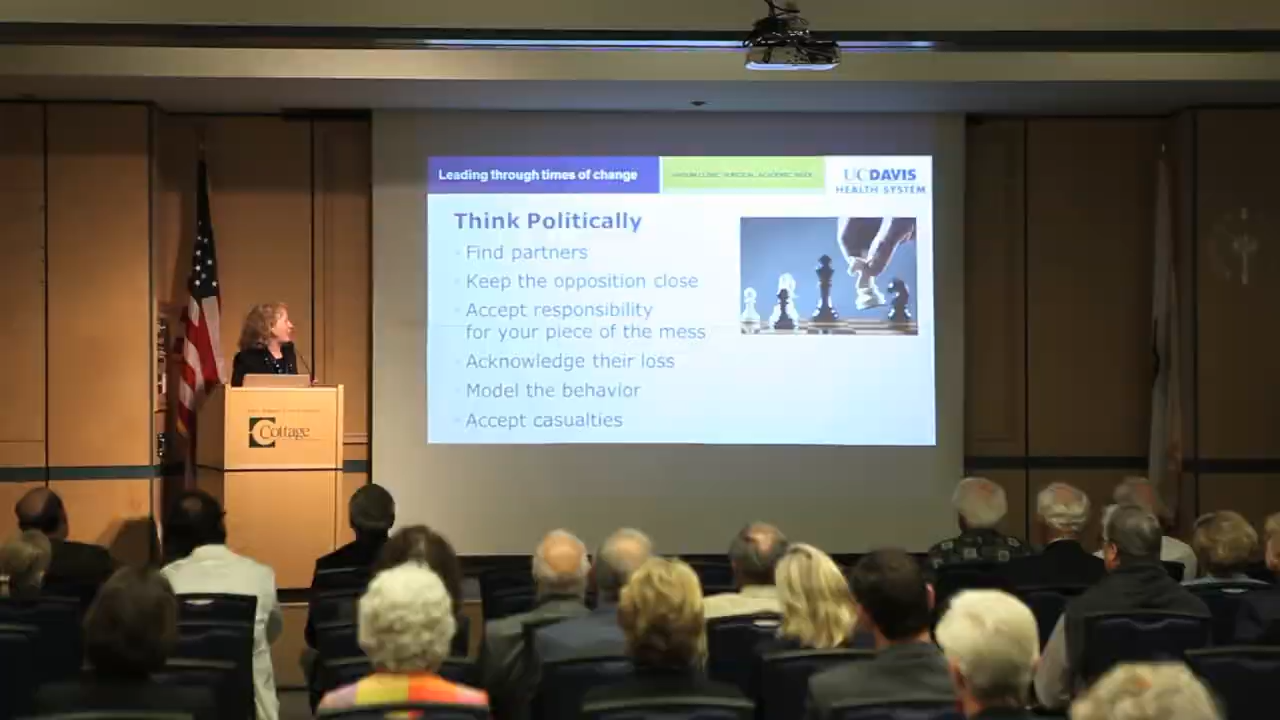 Leading through times of change
UC DAVIS
HEALTH SYSTEM
Think Politically
Find partners
Keep the opposition close
Accept responsibility
for your piece of the mess
Acknowledge their loss
Model the behavior
Accept casualties
Cottage